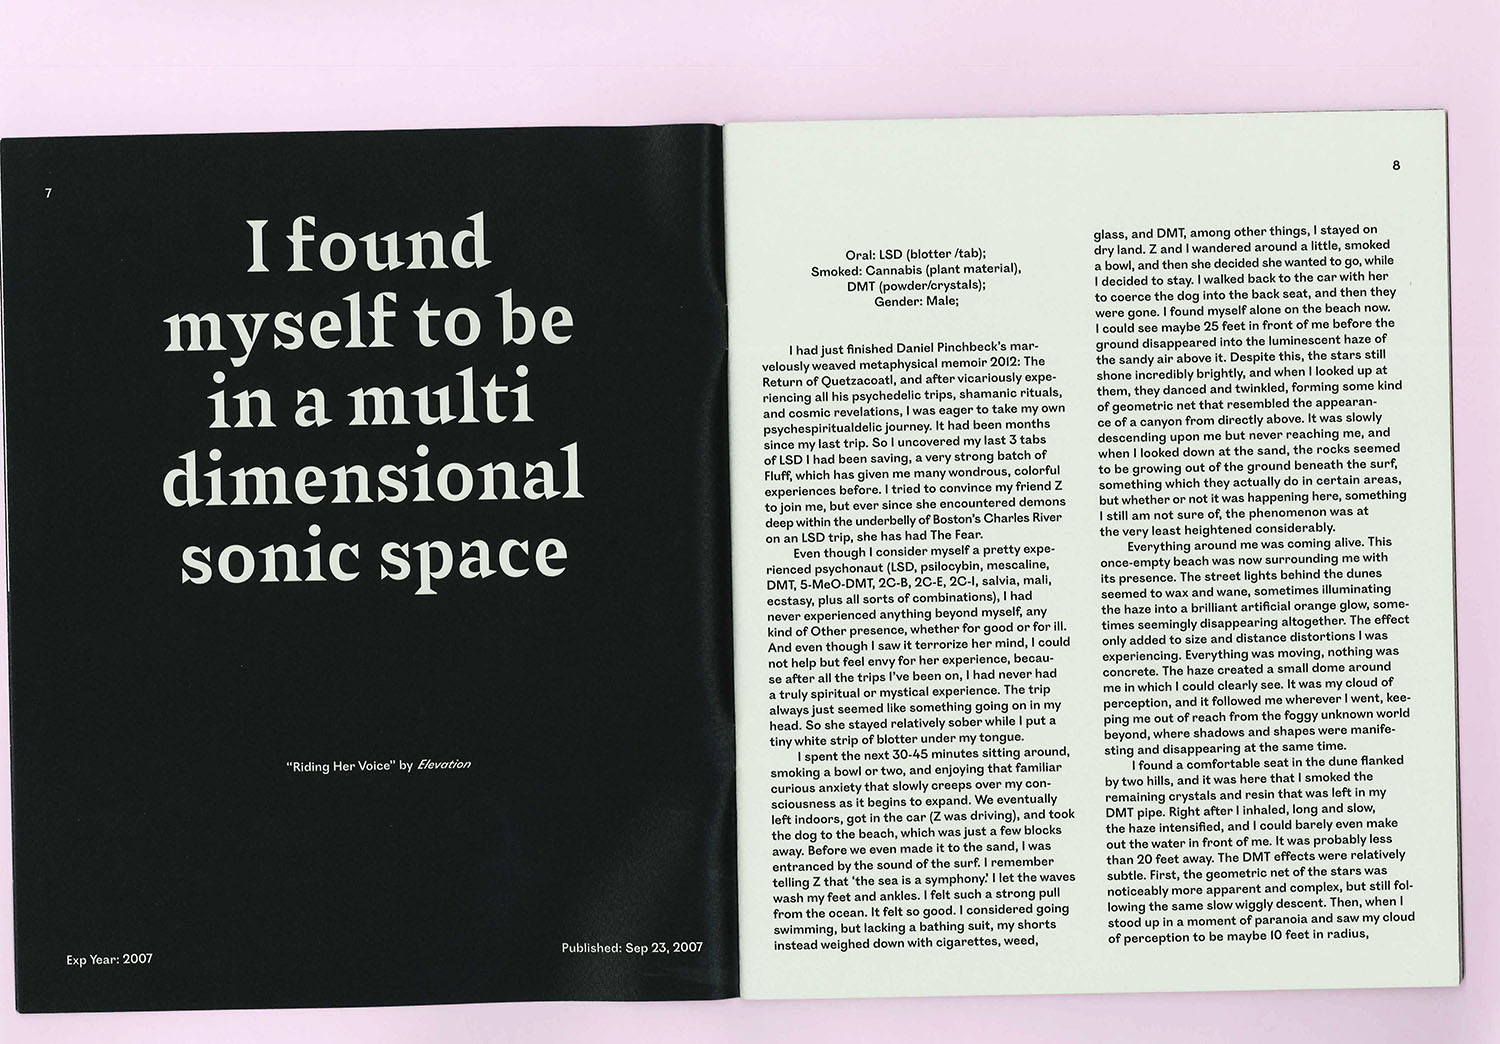 7
I found
myself to be
in a multi
dimensional
sonic space
“Riding Her Voice” by Elevation
Exp Year: 2007
Published: Sep 23, 2007
8
Oral: LSD (blotter /tab);
Smoked: Cannabis (plant material),
DMT (powder/crystals);
Gender: Male;
I had just finished Daniel Pinchbeck's mar-
velously weaved metaphysical memoir 2012: The
Return of Quetzacoatl, and after vicariously expe-
riencing all his psychedelic trips, shamanic rituals,
and cosmic revelations, I was eager to take my own
psychespiritualdelic journey. It had been months
since my last trip. So I uncovered my last 3 tabs
of LSD I had been saving, a very strong batch of
Fluff, which has given me many wondrous, colorful
experiences before. I tried to convince my friend Z
to join me, but ever since she encountered demons
deep within the underbelly of Boston's Charles River
on an LSD trip, she has had The Fear.
Even though I consider myself a pretty expe-
rienced psychonaut (LSD, psilocybin, mescaline,
DMT, 5-MeO-DMT, 2C-B, 2C-E, 2C-I, salvia, mali,
ecstasy, plus all sorts of combinations), I had
never experienced anything beyond myself, any
kind of Other presence, whether for good or for ill.
And even though I saw it terrorize her mind, I could
not help but feel envy for her experience, becau-
se after all the trips I've been on, I had never had
a truly spiritual or mystical experience. The trip
always just seemed like something going on in my
head. So she stayed relatively sober while I put a
tiny white strip of blotter under my tongue.
I spent the next 30-45 minutes sitting around,
smoking a bowl or two, and enjoying that familiar
curious anxiety that slowly creeps over my con-
sciousness as it begins to expand. We eventually
left indoors, got in the car (Z was driving), and took
the dog to the beach, which was just a few blocks
away. Before we even made it to the sand, I was
entranced by the sound of the surf. I remember
telling Z that ‘the sea is a symphony.’ I let the waves
wash my feet and ankles. I felt such a strong pull
from the ocean. It felt so good. I considered going
swimming, but lacking a bathing suit, my shorts
instead weighed down with cigarettes, weed,
glass, and DMT, among other things, I stayed on
dry land. Z and I wandered around a little, smoked
a bowl, and then she decided she wanted to go, while
I decided to stay. I walked back to the car with her
to coerce the dog into the back seat, and then they
were gone. I found myself alone on the beach now.
I could see maybe 25 feet in front of me before the
ground disappeared into the luminescent haze of
the sandy air above it. Despite this, the stars still
shone incredibly brightly, and when I looked up at
them, they danced and twinkled, forming some kind
of geometric net that resembled the appearan-
ce of a canyon from directly above. It was slowly
descending upon me but never reaching me, and
when I looked down at the sand, the rocks seemed
to be growing out of the ground beneath the surf,
something which they actually do in certain areas,
but whether or not it was happening here, something
I still am not sure of, the phenomenon was at
the very least heightened considerably.
Everything around me was coming alive. This
once-empty beach was now surrounding me with
its presence. The street lights behind the dunes
seemed to wax and wane, sometimes illuminating
the haze into a brilliant artificial orange glow, some-
times seemingly disappearing altogether. The effect
only added to size and distance distortions I was
experiencing. Everything was moving, nothing was
concrete. The haze created a small dome around
me in which I could clearly see. It was my cloud of
perception, and it followed me wherever I went, kee-
ping me out of reach from the foggy unknown world
beyond, where shadows and shapes were manife-
sting and disappearing at the same time.
I found a comfortable seat in the dune flanked
by two hills, and it was here that I smoked the
remaining crystals and resin that was left in my
DMT pipe. Right after I inhaled, long and slow,
the haze intensified, and I could barely even make
out the water in front of me. It was probably less
than 20 feet away. The DMT effects were relatively
subtle. First, the geometric net of the stars was
noticeably more apparent and complex, but still fol-
lowing the same slow wiggly descent. Then, when I
stood up in a moment of paranoia and saw my cloud
of perception to be maybe 10 feet in radius,